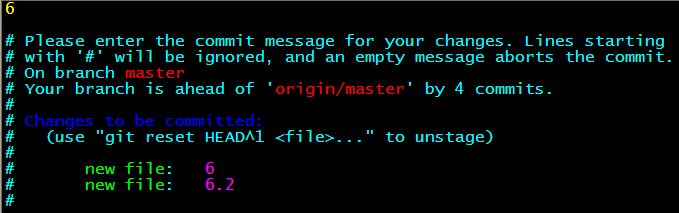 6
# Please enter the commit message for your changes. Lines starting
# with '#' will be ignored, and an empty message aborts the commit.
# On branch master
# Your branch is ahead of 'origin/master' by 4 commits.
#
# Changes to be committed:
#   (use "git reset HEAD^1 <file>..." to unstage)
#
#       new file:   6
#       new file:   6.2
#